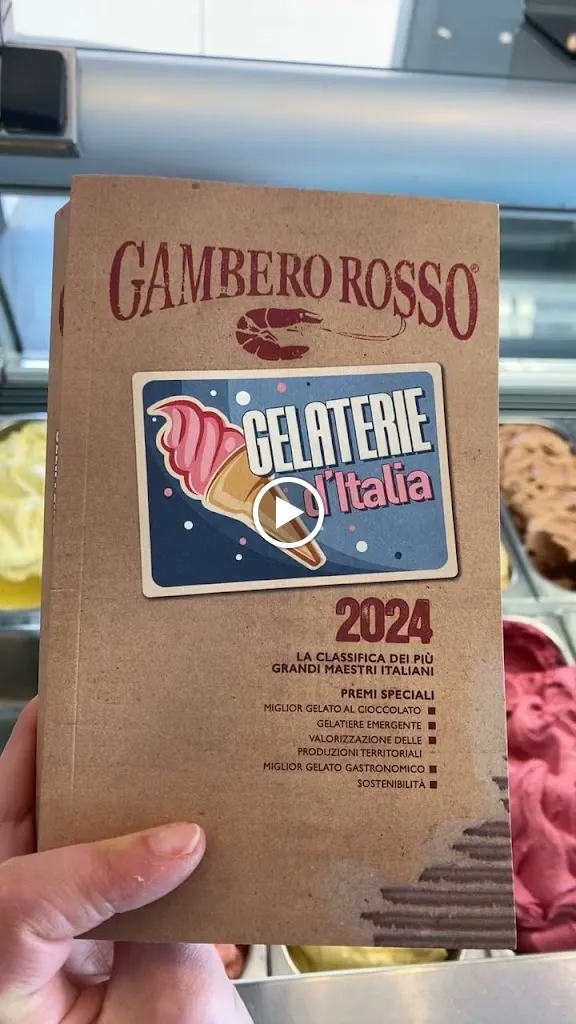 GAMBERO ROSSO®
GELATERIE
d'Italia
2024
LA CLASSIFICA DEI PIÙ
GRANDI MAESTRI ITALIANI
PREMI SPECIALI
MIGLIOR GELATO AL CIOCCOLATO
GELATIERE EMERGENTE
VALORIZZAZIONE DELLE
PRODUZIONI TERRITORIALI
MIGLIOR GELATO GASTRONOMICO
SOSTENIBILITÀ